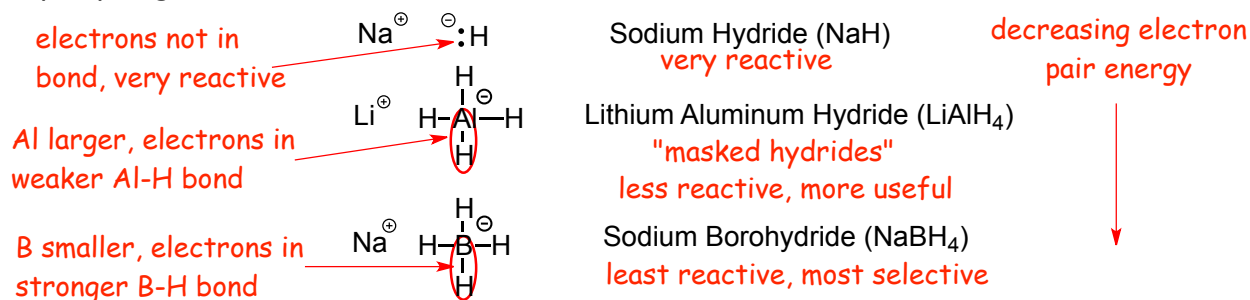 electrons not in
bond, very reactive
Na⊕ ⊖:H
Sodium Hydride (NaH)
very reactive
decreasing electron
pair energy
Al larger, electrons in
weaker Al-H bond
Li⊕
H
⊖
H-Al-H
H
Lithium Aluminum Hydride (LiAlH₄)
"masked hydrides"
less reactive, more useful
B smaller, electrons in
stronger B-H bond
Na⊕
H
⊖
H-B-H
H
Sodium Borohydride (NaBH₄)
least reactive, most selective